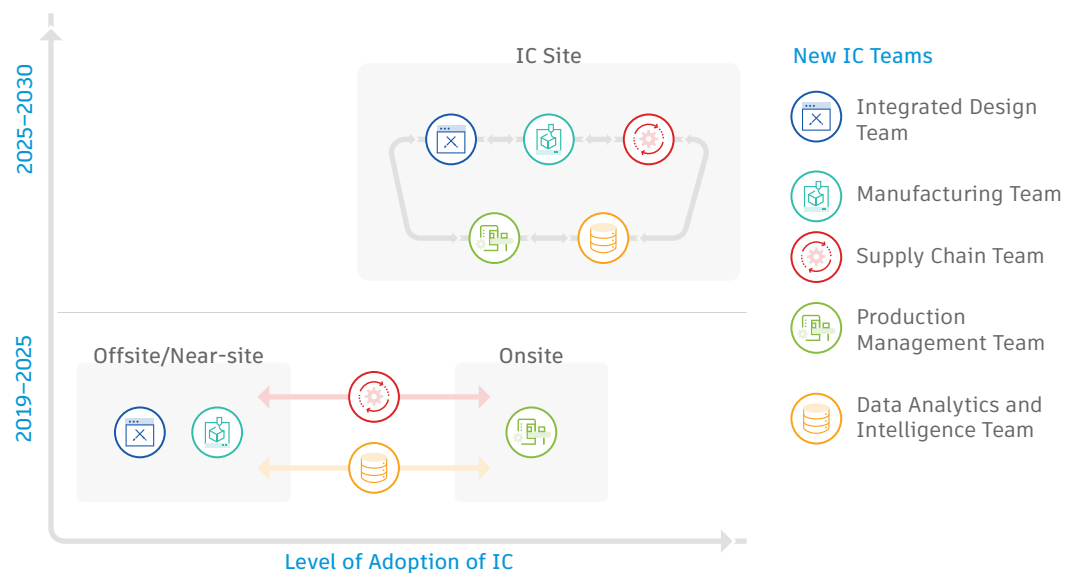 IC Site
New IC Teams
2025–2030
Integrated Design
Team
Manufacturing Team
Supply Chain Team
Production
Management Team
Data Analytics and
Intelligence Team
2019–2025
Offsite/Near-site
Onsite
Level of Adoption of IC